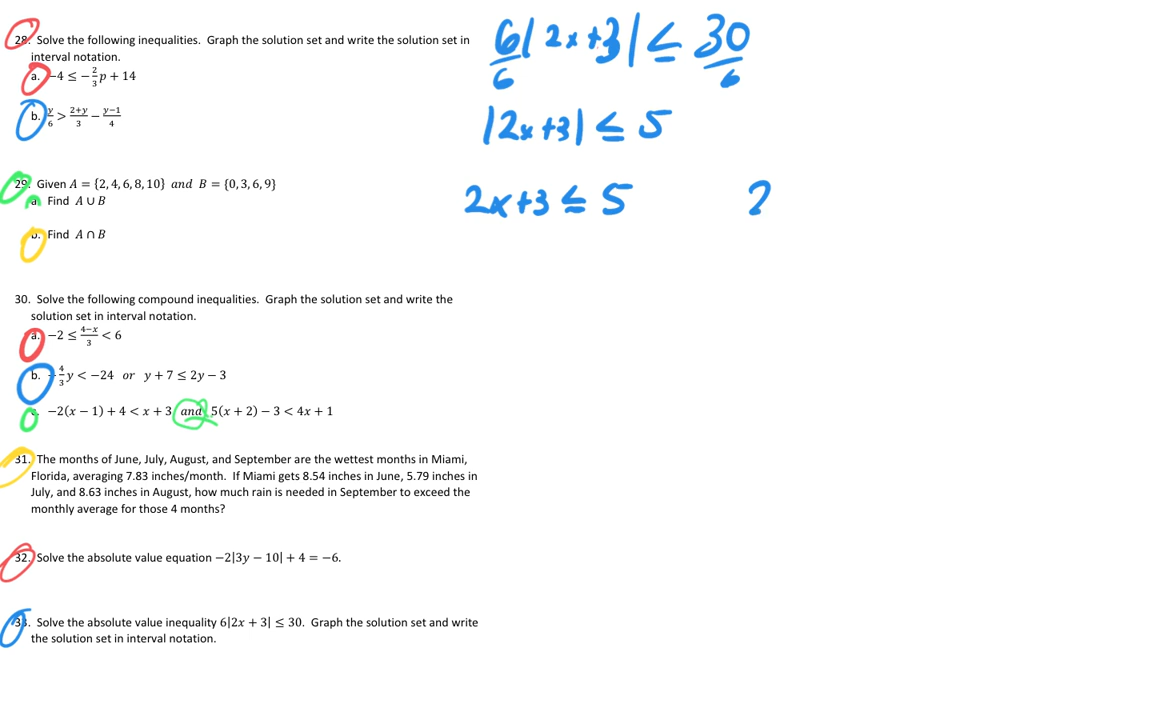 28. Solve the following inequalities. Graph the solution set and write the solution set in
interval notation.
a. −4 ≤ −2/3 p + 14
b. y/6 > 2+y/3 − y−1/4
29. Given A = {2, 4, 6, 8, 10} and B = {0, 3, 6, 9}
a. Find A ∪ B
b. Find A ∩ B
30. Solve the following compound inequalities. Graph the solution set and write the
solution set in interval notation.
a. −2 ≤ 4−x/3 < 6
b. −4/3 y < −24 or y + 7 ≤ 2y − 3
c. −2(x − 1) + 4 < x + 3 and 5(x + 2) − 3 < 4x + 1
31. The months of June, July, August, and September are the wettest months in Miami,
Florida, averaging 7.83 inches/month. If Miami gets 8.54 inches in June, 5.79 inches in
July, and 8.63 inches in August, how much rain is needed in September to exceed the
monthly average for those 4 months?
32. Solve the absolute value equation −2|3y − 10| + 4 = −6.
33. Solve the absolute value inequality 6|2x + 3| ≤ 30. Graph the solution set and write
the solution set in interval notation.
6|2x+3| ≤ 30
6 6
|2x+3| ≤ 5
2x+3 ≤ 5 2